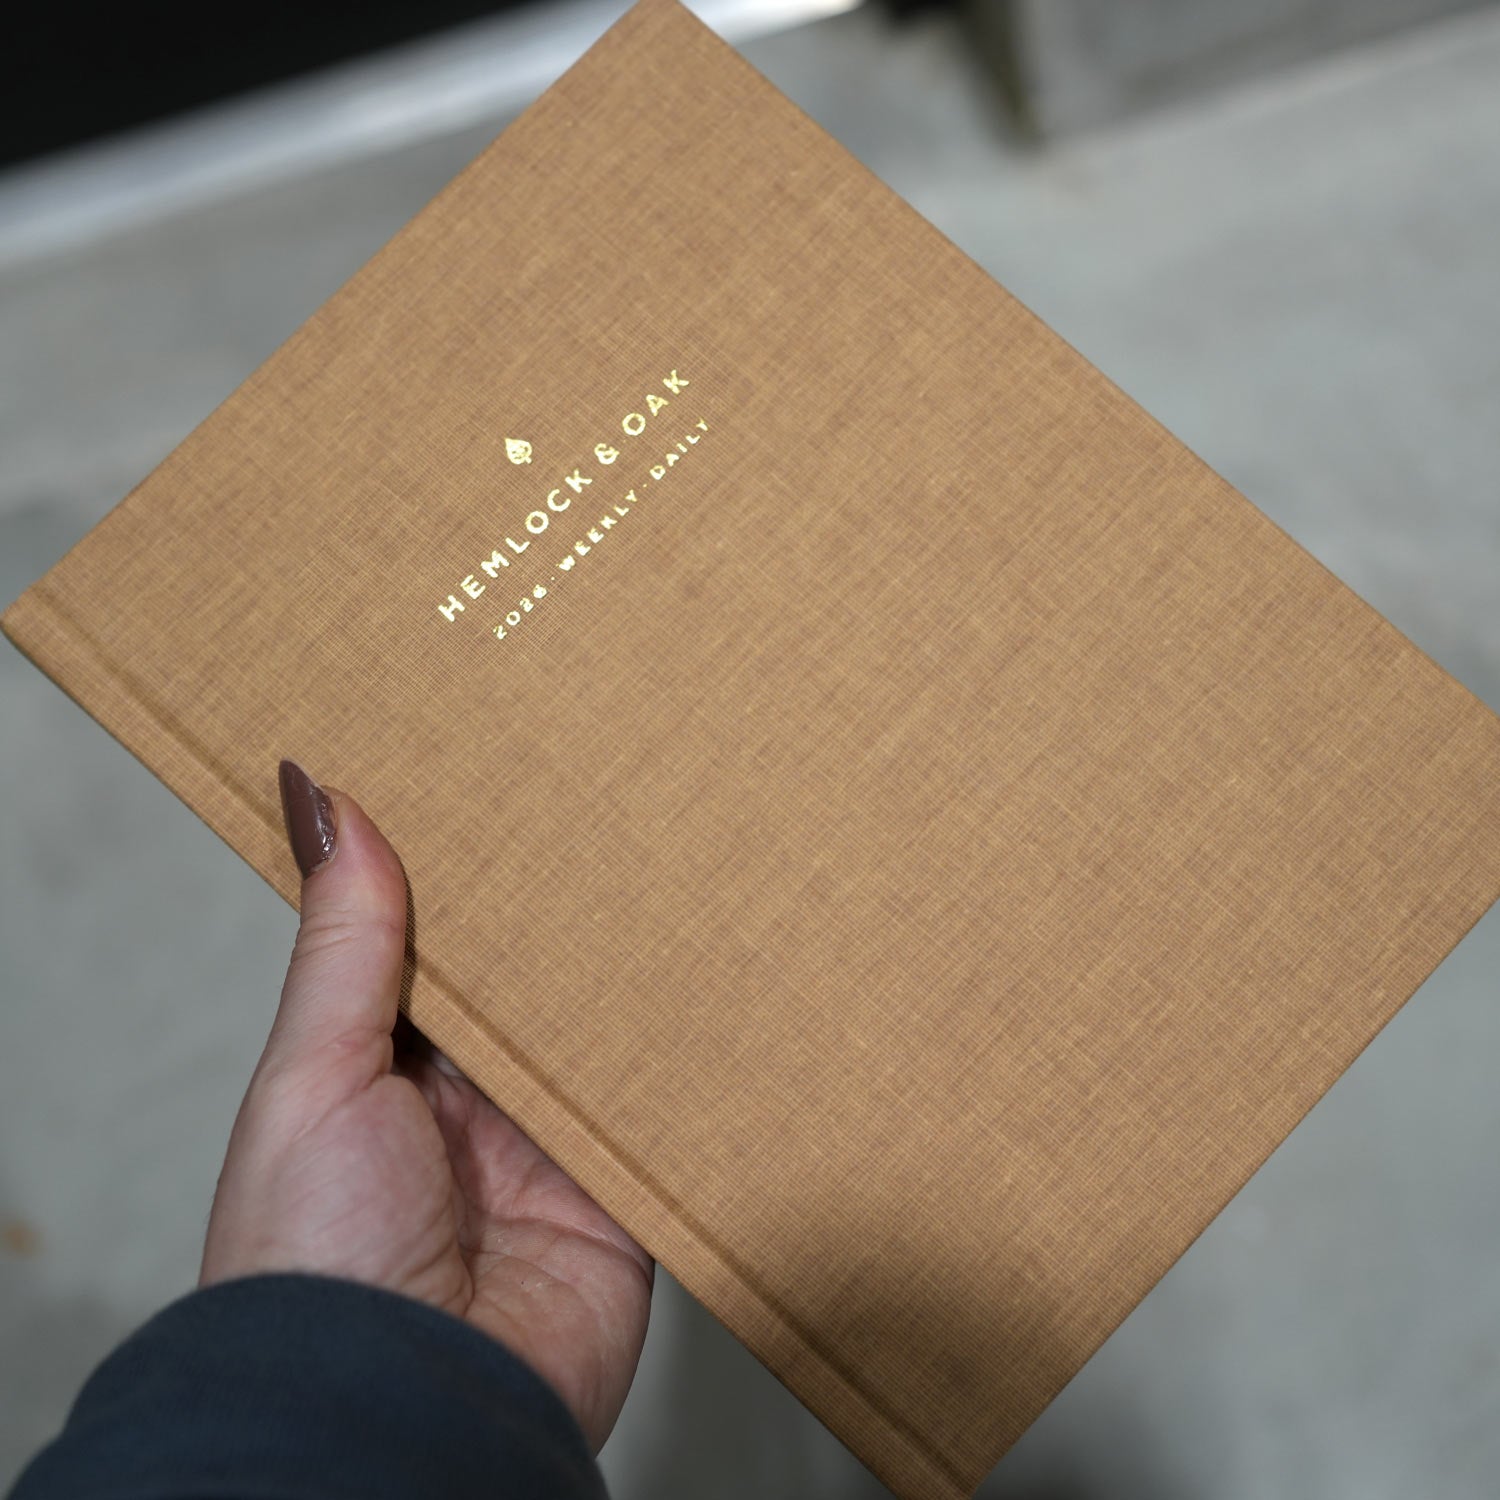 HEMLOCK & OAK
2026 · WEEKLY · DAILY